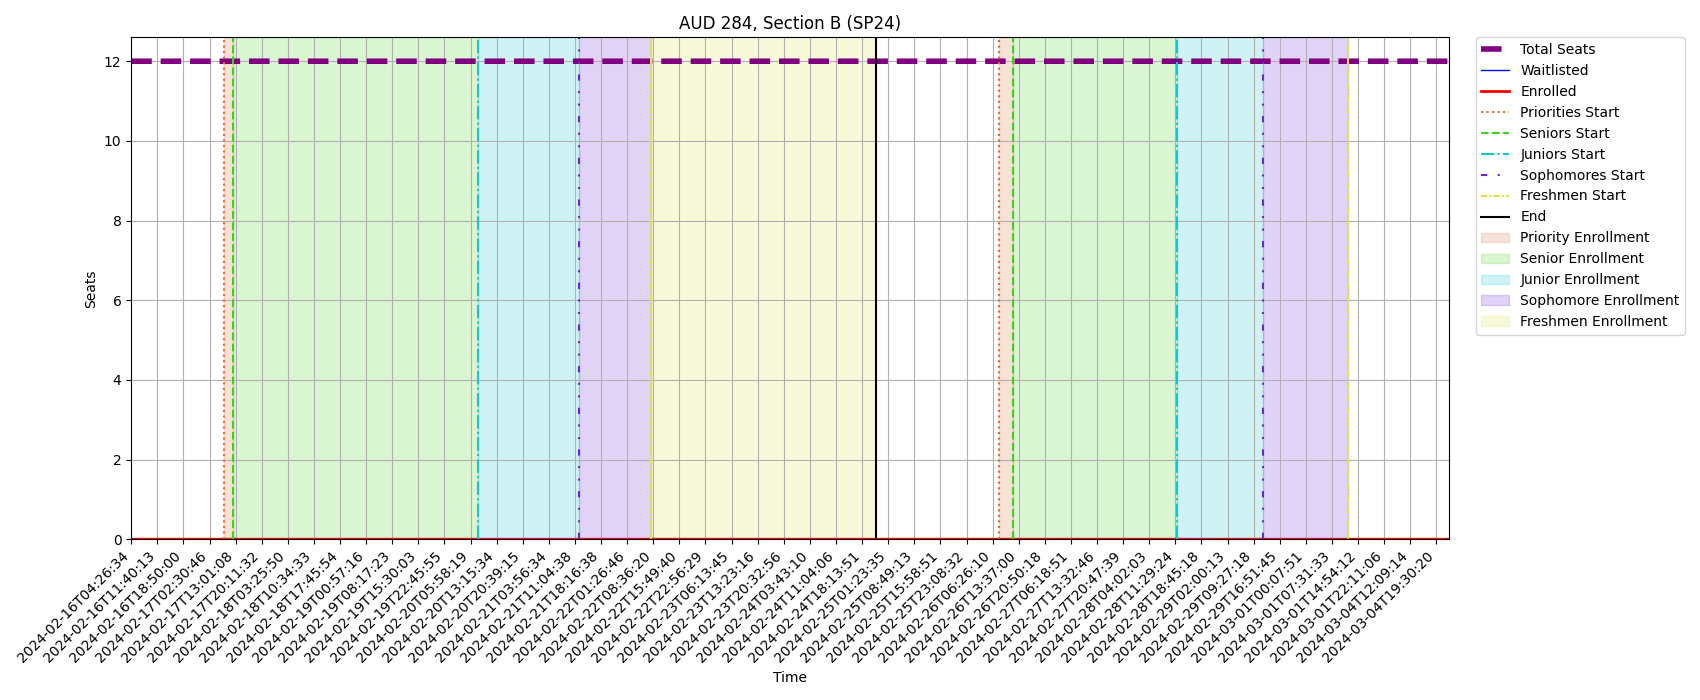 AUD 284, Section B (SP24)
12
10
8
6
4
2
0
Seats
2024-02-16T04:26:34
2024-02-16T11:40:13
2024-02-16T18:50:00
2024-02-17T02:30:46
2024-02-17T13:01:08
2024-02-17T20:11:32
2024-02-18T03:25:50
2024-02-18T10:34:33
2024-02-18T17:45:54
2024-02-19T00:57:16
2024-02-19T08:17:23
2024-02-19T15:30:03
2024-02-19T22:45:55
2024-02-20T05:58:19
2024-02-20T13:15:34
2024-02-20T20:39:15
2024-02-21T03:56:34
2024-02-21T11:04:38
2024-02-21T18:16:38
2024-02-22T01:26:46
2024-02-22T08:36:20
2024-02-22T15:49:40
2024-02-22T22:56:29
2024-02-23T06:13:45
2024-02-23T13:23:16
2024-02-23T20:32:56
2024-02-24T03:43:10
2024-02-24T11:04:06
2024-02-24T18:13:51
2024-02-25T01:23:35
2024-02-25T08:49:13
2024-02-25T15:58:51
2024-02-25T23:08:32
2024-02-26T06:26:10
2024-02-26T13:37:00
2024-02-26T20:50:18
2024-02-27T06:18:51
2024-02-27T13:32:46
2024-02-27T20:47:39
2024-02-28T04:02:03
2024-02-28T11:29:24
2024-02-28T18:45:18
2024-02-29T02:00:13
2024-02-29T09:27:18
2024-02-29T16:51:45
2024-03-01T00:07:51
2024-03-01T07:31:33
2024-03-01T14:54:12
2024-03-01T22:11:06
2024-03-04T12:09:14
2024-03-04T19:30:20
Time
Total Seats
Waitlisted
Enrolled
Priorities Start
Seniors Start
Juniors Start
Sophomores Start
Freshmen Start
End
Priority Enrollment
Senior Enrollment
Junior Enrollment
Sophomore Enrollment
Freshmen Enrollment